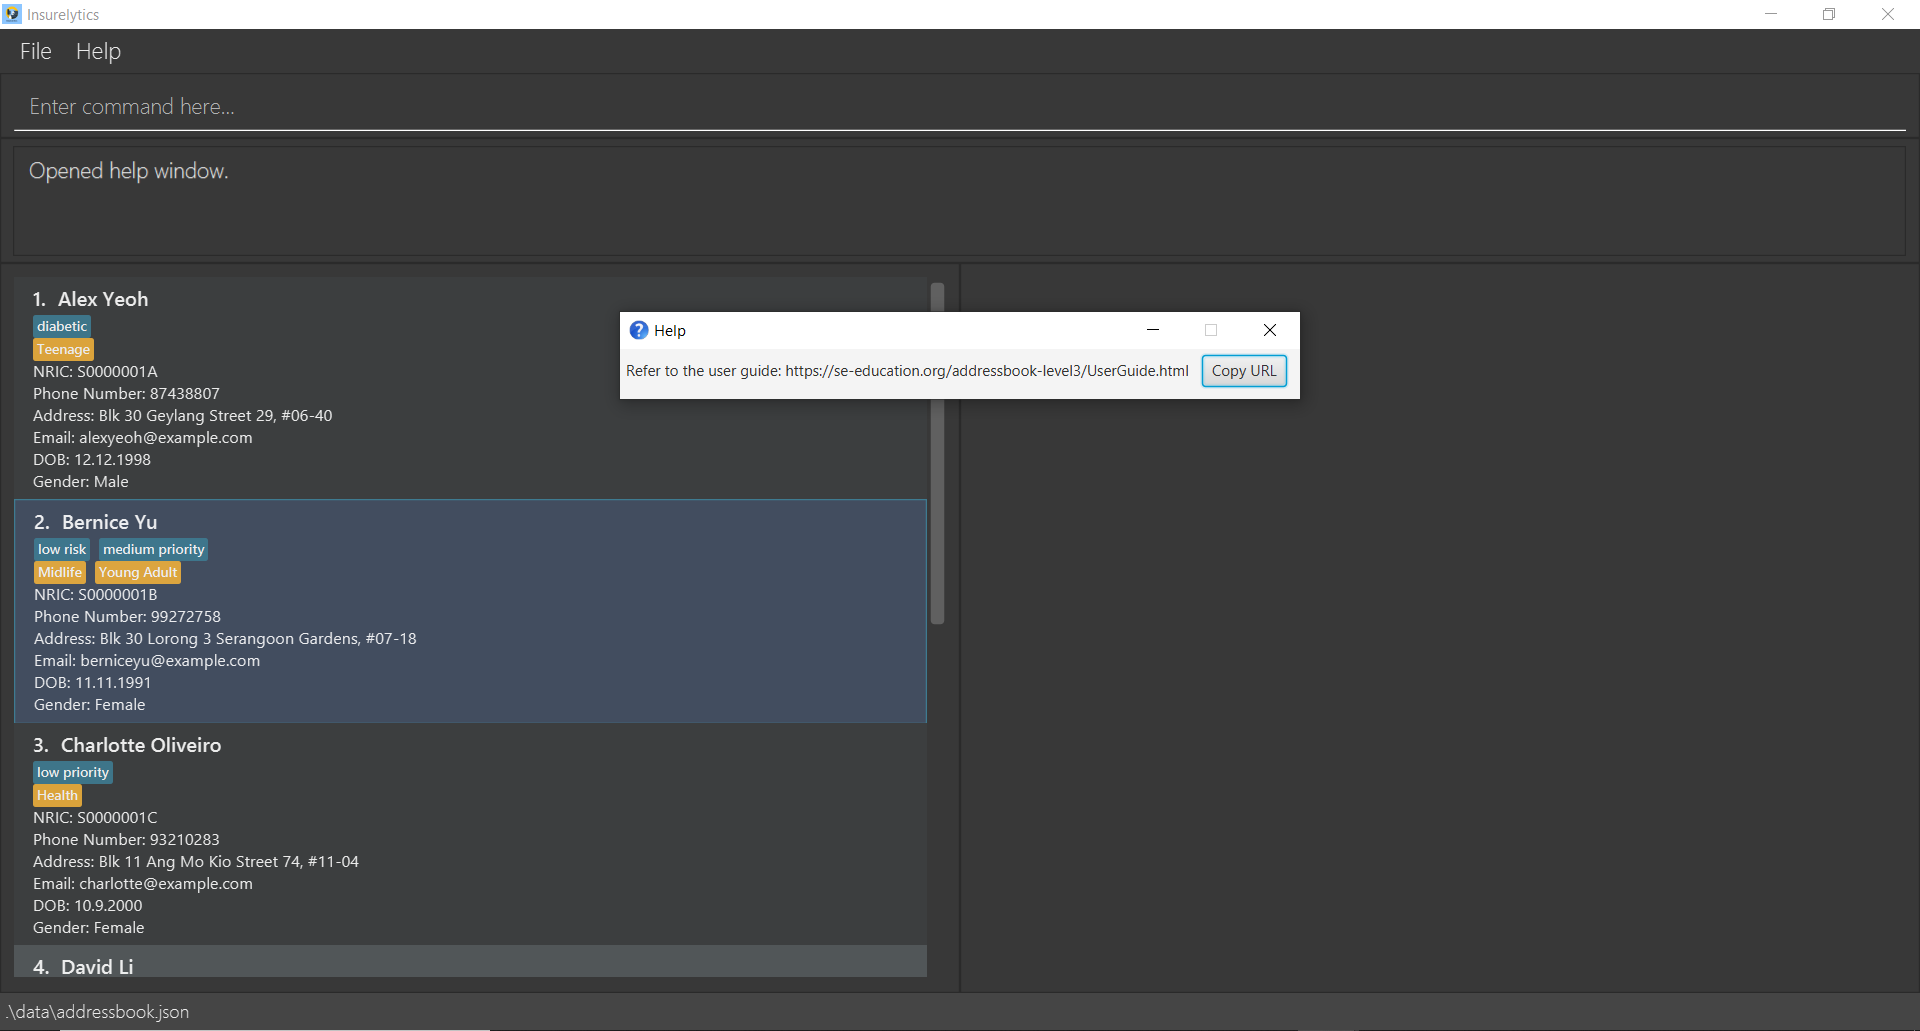 Insurelytics
File Help
Enter command here...
Opened help window.
1. Alex Yeoh
diabetic
Teenage
NRIC: S0000001A
Phone Number: 87438807
Address: Blk 30 Geylang Street 29, #06-40
Email: alexyeoh@example.com
DOB: 12.12.1998
Gender: Male
2. Bernice Yu
low risk medium priority
Midlife Young Adult
NRIC: S0000001B
Phone Number: 99272758
Address: Blk 30 Lorong 3 Serangoon Gardens, #07-18
Email: berniceyu@example.com
DOB: 11.11.1991
Gender: Female
3. Charlotte Oliveiro
low priority
Health
NRIC: S0000001C
Phone Number: 93210283
Address: Blk 11 Ang Mo Kio Street 74, #11-04
Email: charlotte@example.com
DOB: 10.9.2000
Gender: Female
4. David Li
? Help
Refer to the user guide: https://se-education.org/addressbook-level3/UserGuide.html Copy URL
.\data\addressbook.json